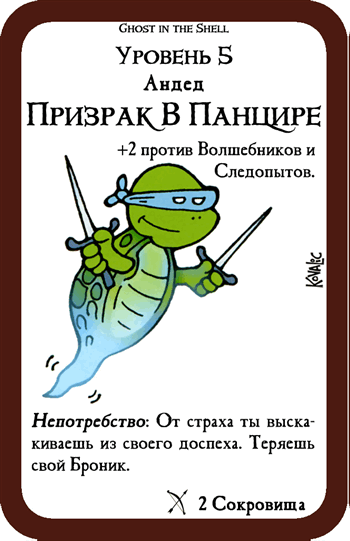 Ghost in the Shell
Уровень 5
Андед
Призрак В Панцире
+2 против Волшебников и
Следопытов.
Kovalic
Непотребство: От страха ты выска-
киваешь из своего доспеха. Теряешь
свой Броник.
2 Сокровища